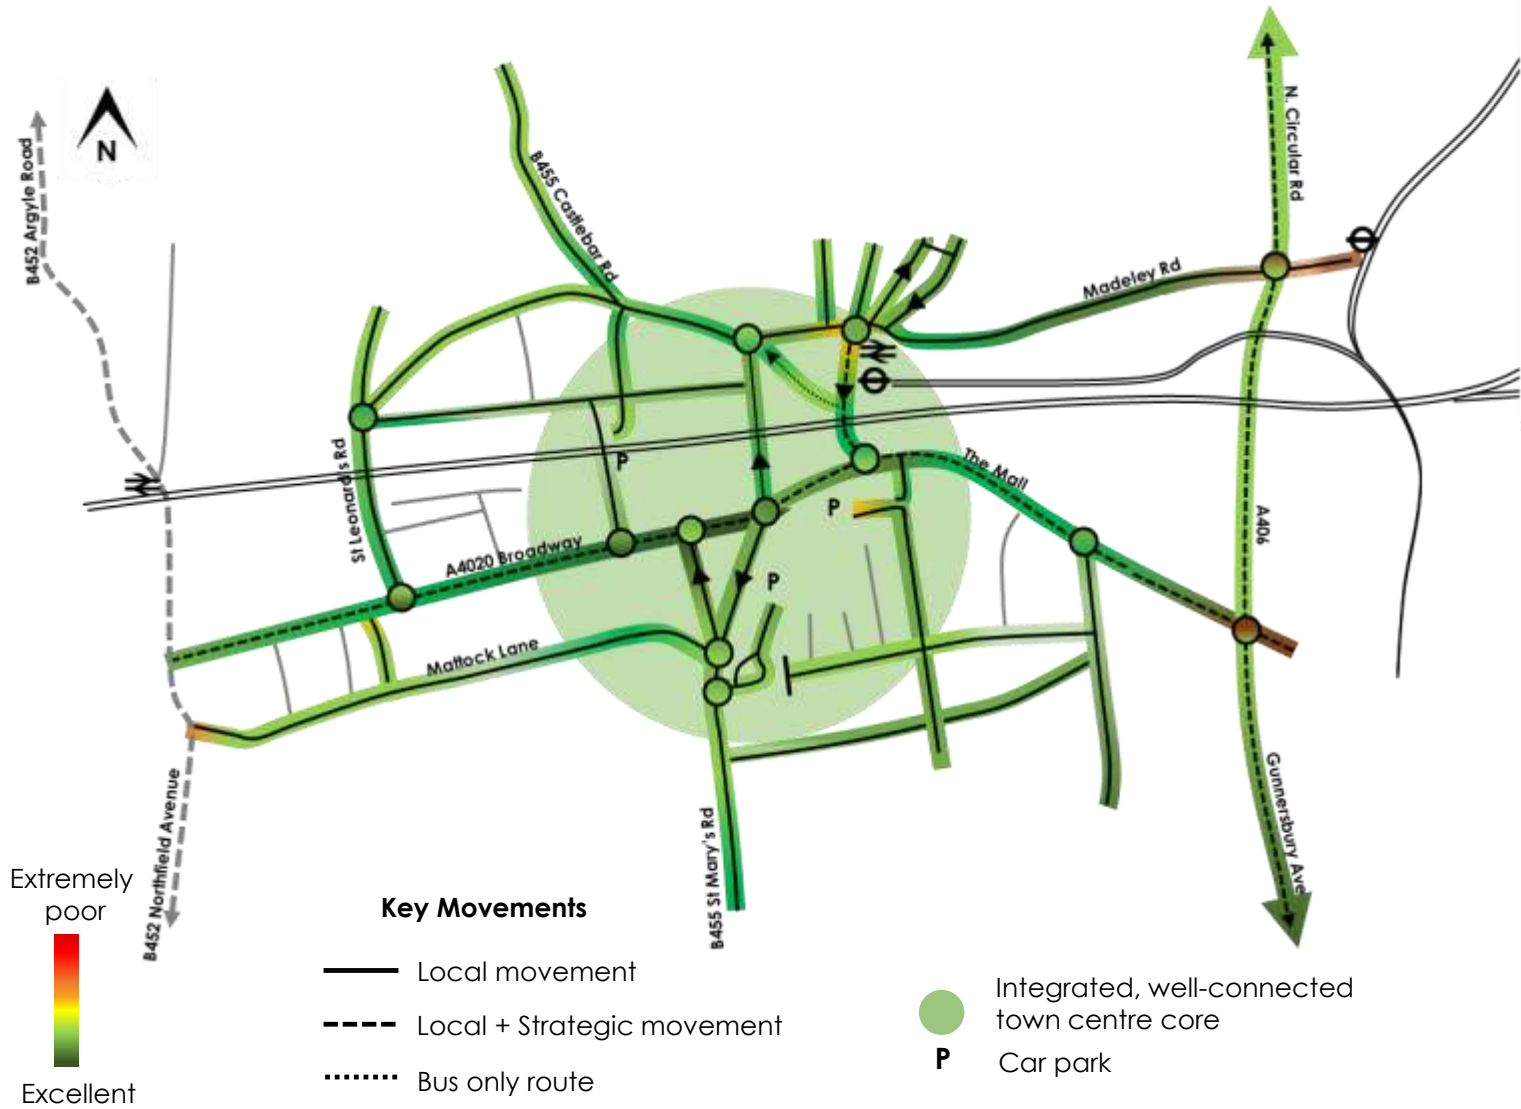 N
B452 Argyle Road
B455 Castlebar Rd
N. Circular Rd
Madeley Rd
St Leonard's Rd
P
P
The Mall
A406
A4020 Broadway
P
Mattock Lane
Gunnersbury Ave
B452 Northfield Avenue
B455 St Mary's Rd
Extremely
poor
Excellent
Key Movements
Local movement
Local + Strategic movement
Bus only route
Integrated, well-connected
town centre core
P
Car park